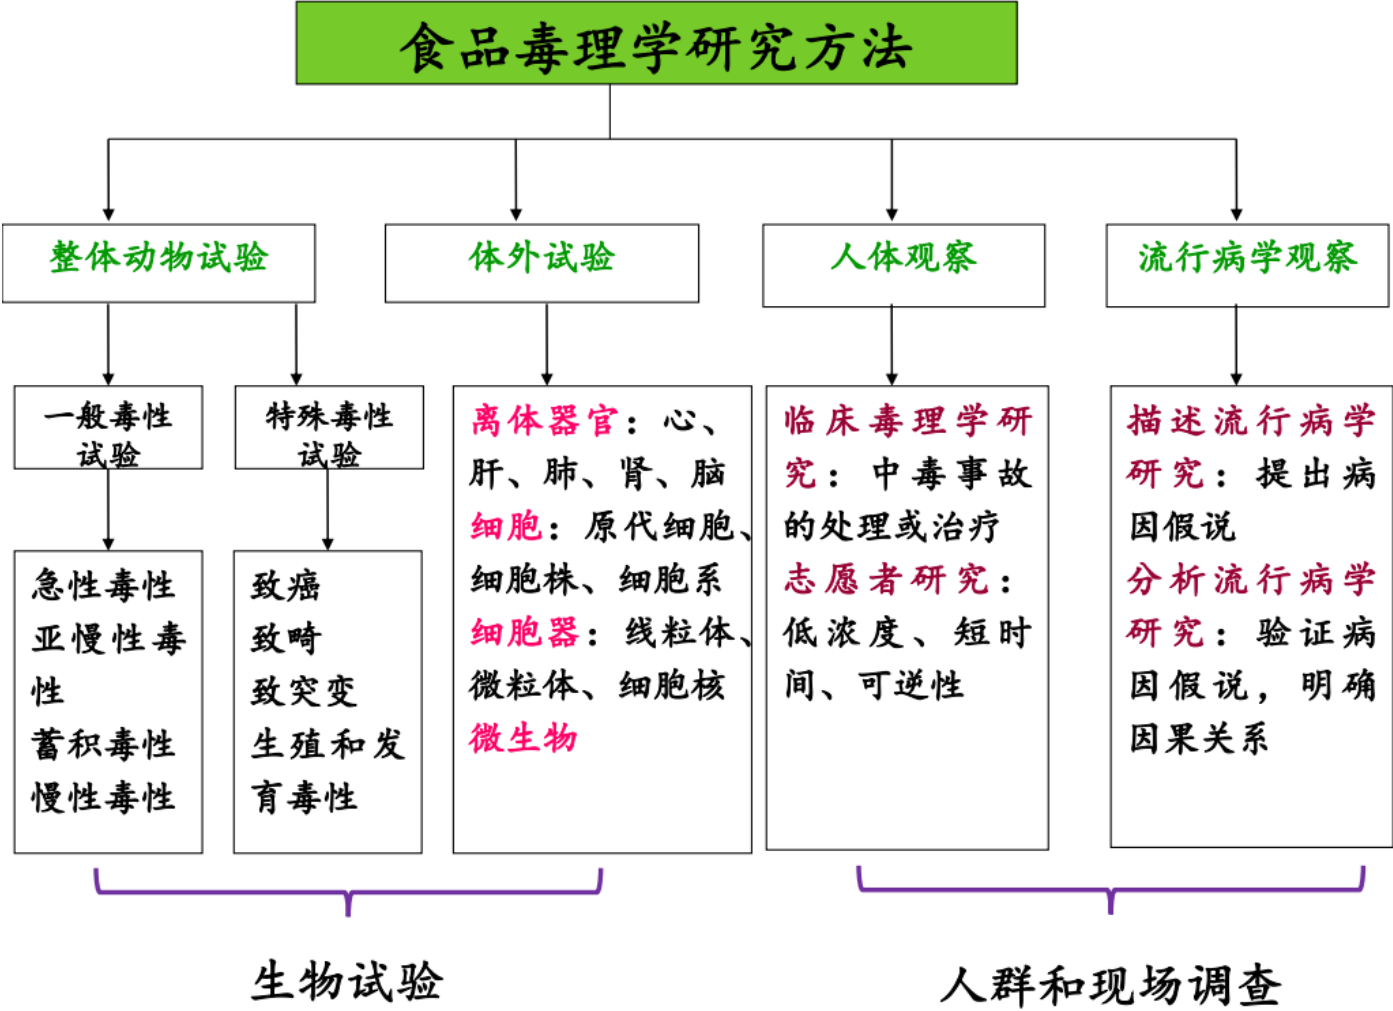 食品毒理学研究方法
整体动物试验
体外试验
人体观察
流行病学观察
一般毒性
试验
特殊毒性
试验
急性毒性
亚慢性毒
性
蓄积毒性
慢性毒性
致癌
致畸
致突变
生殖和发
育毒性
离体器官：心、
肝、肺、肾、脑
细胞：原代细胞、
细胞株、细胞系
细胞器：线粒体、
微粒体、细胞核
微生物
临床毒理学研
究：中毒事故
的处理或治疗
志愿者研究：
低浓度、短时
间、可逆性
描述流行病学
研究：提出病
因假说
分析流行病学
研究：验证病
因假说，明确
因果关系
生物试验
人群和现场调查